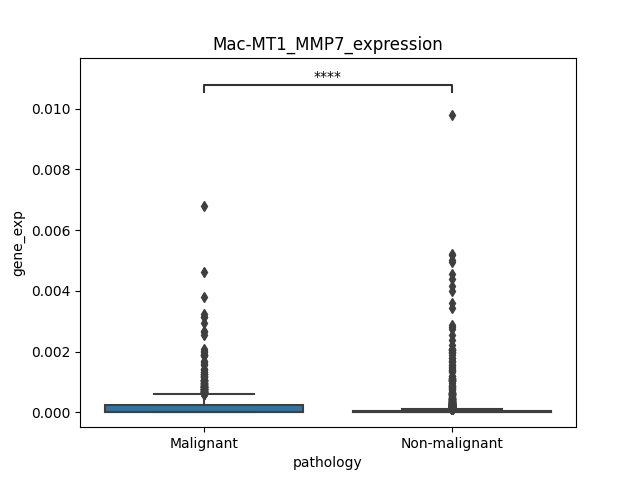 Mac-MT1_MMP7_expression
****
0.010
0.008
0.006
0.004
0.002
0.000
gene_exp
Malignant
Non-malignant
pathology